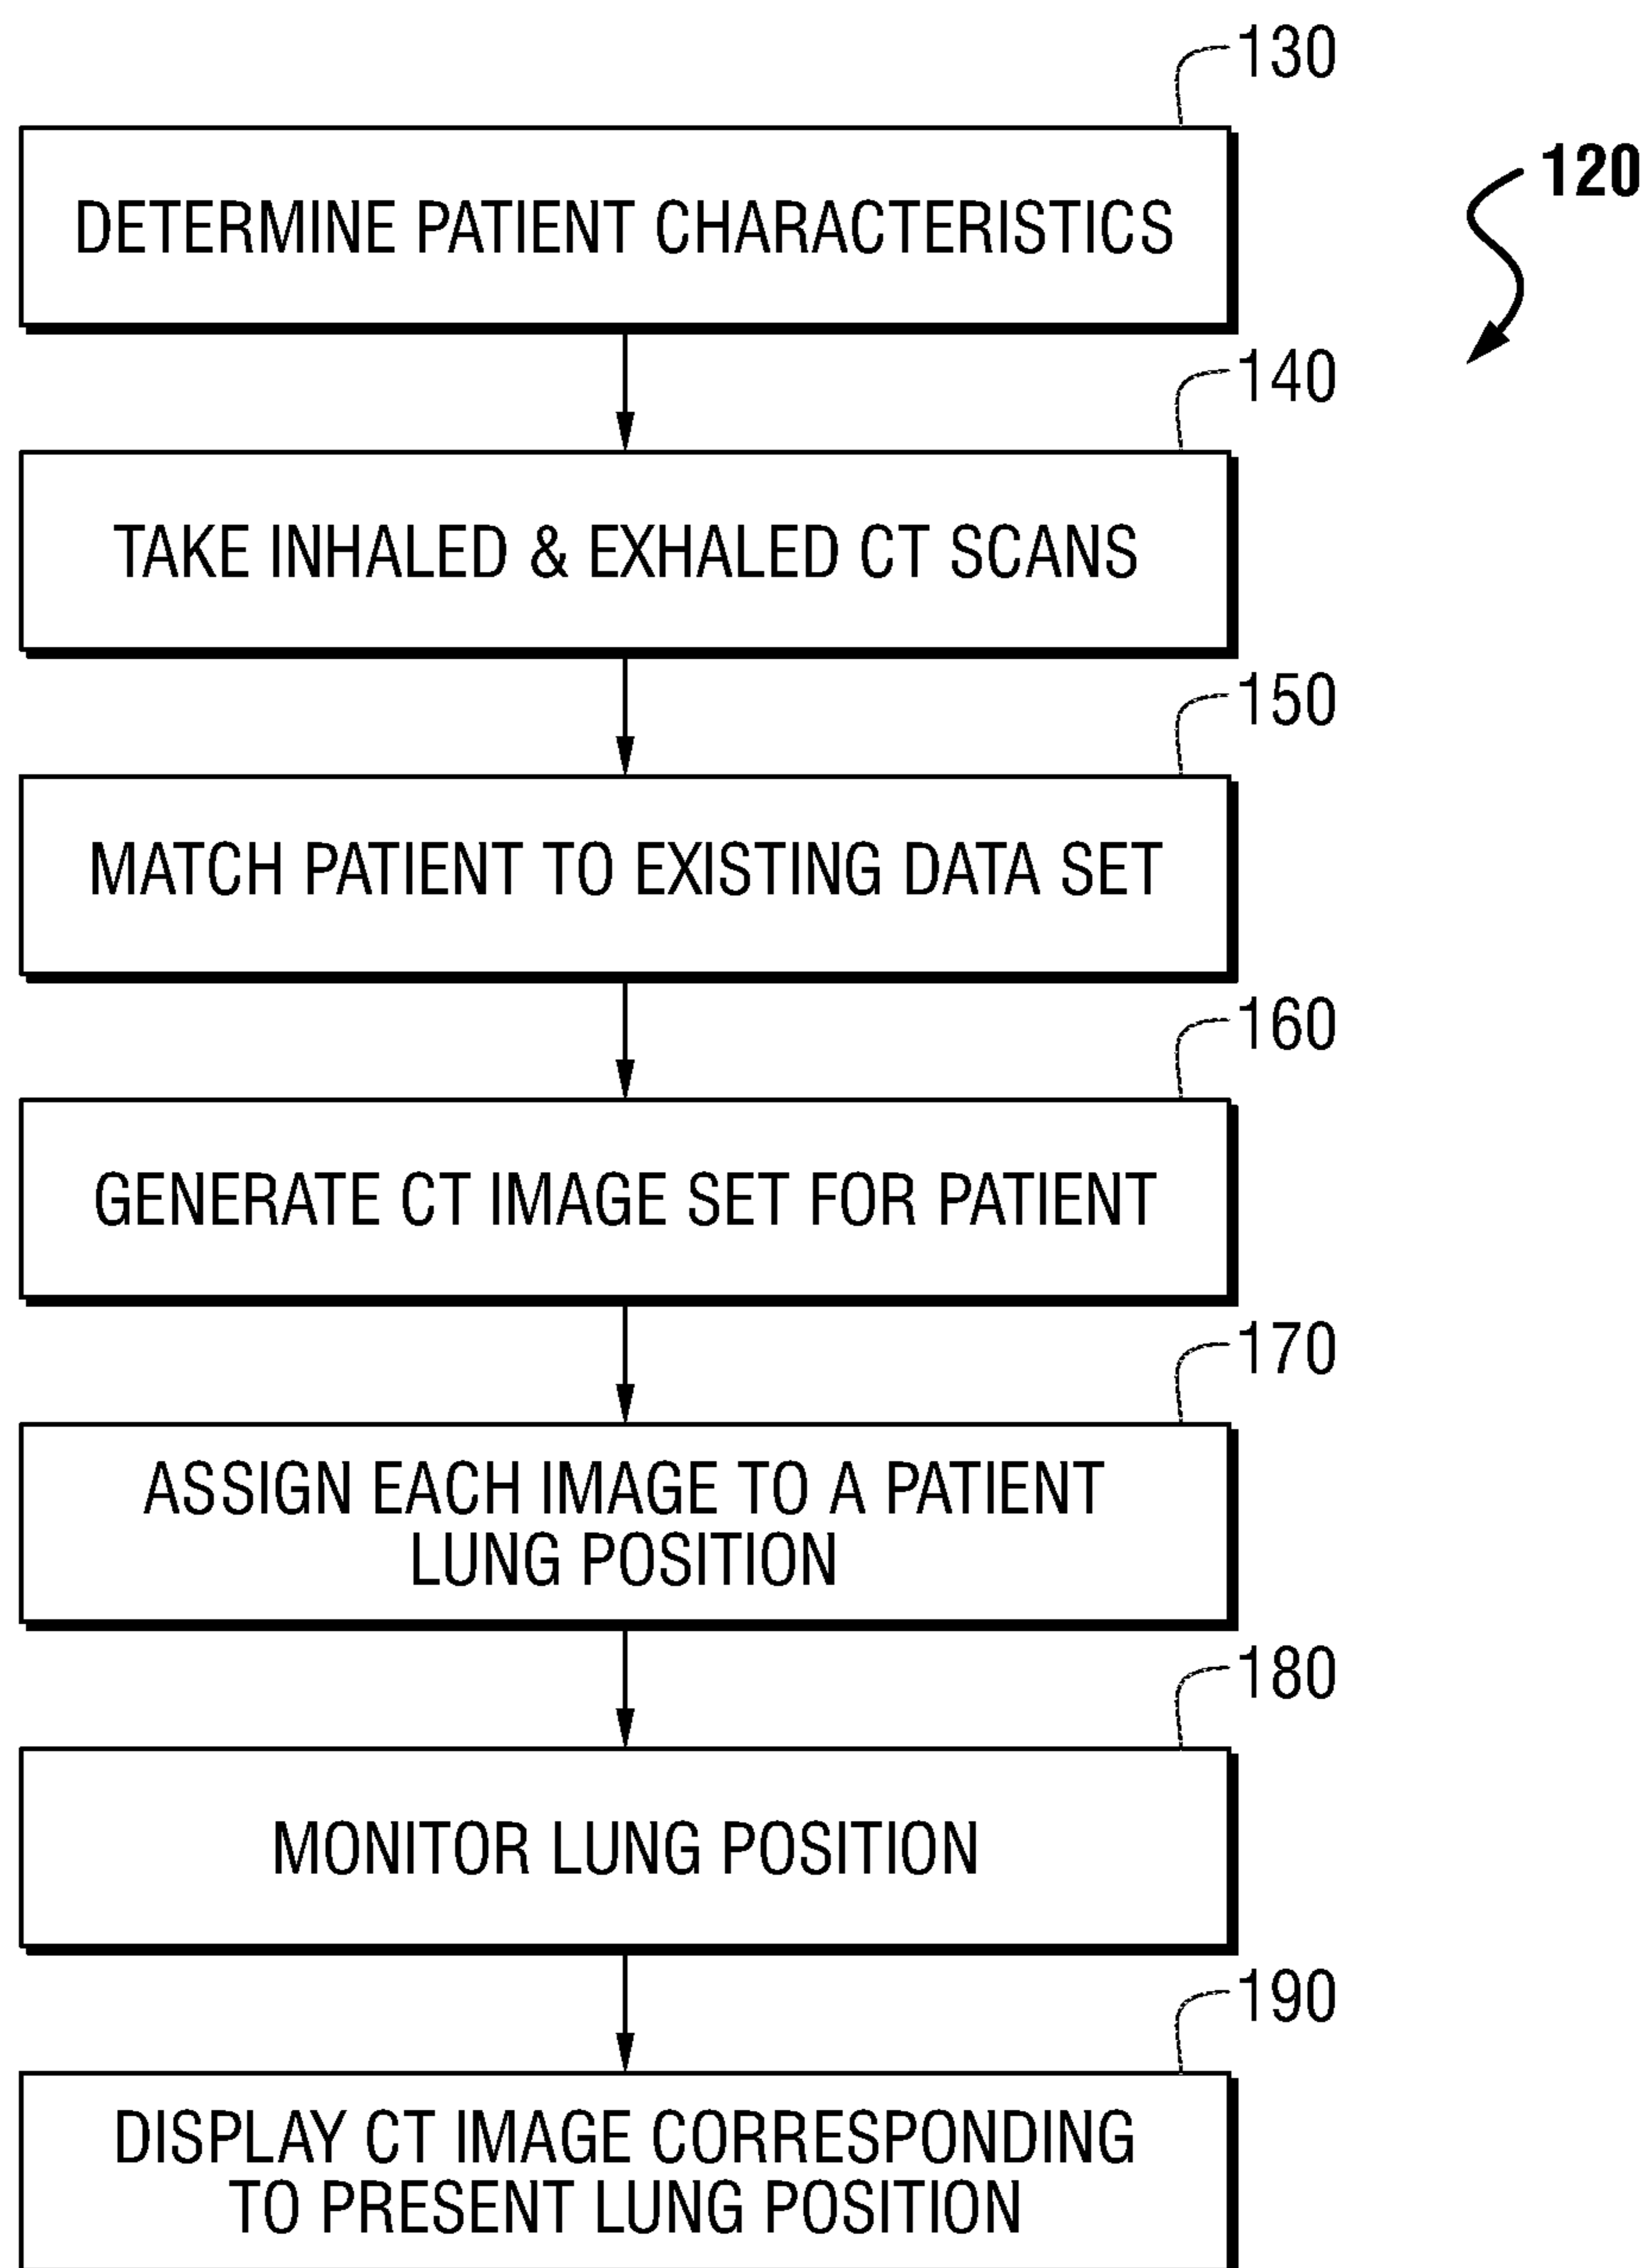 130
120
DETERMINE PATIENT CHARACTERISTICS
140
TAKE INHALED & EXHALED CT SCANS
150
MATCH PATIENT TO EXISTING DATA SET
160
GENERATE CT IMAGE SET FOR PATIENT
170
ASSIGN EACH IMAGE TO A PATIENT
LUNG POSITION
180
MONITOR LUNG POSITION
190
DISPLAY CT IMAGE CORRESPONDING
TO PRESENT LUNG POSITION